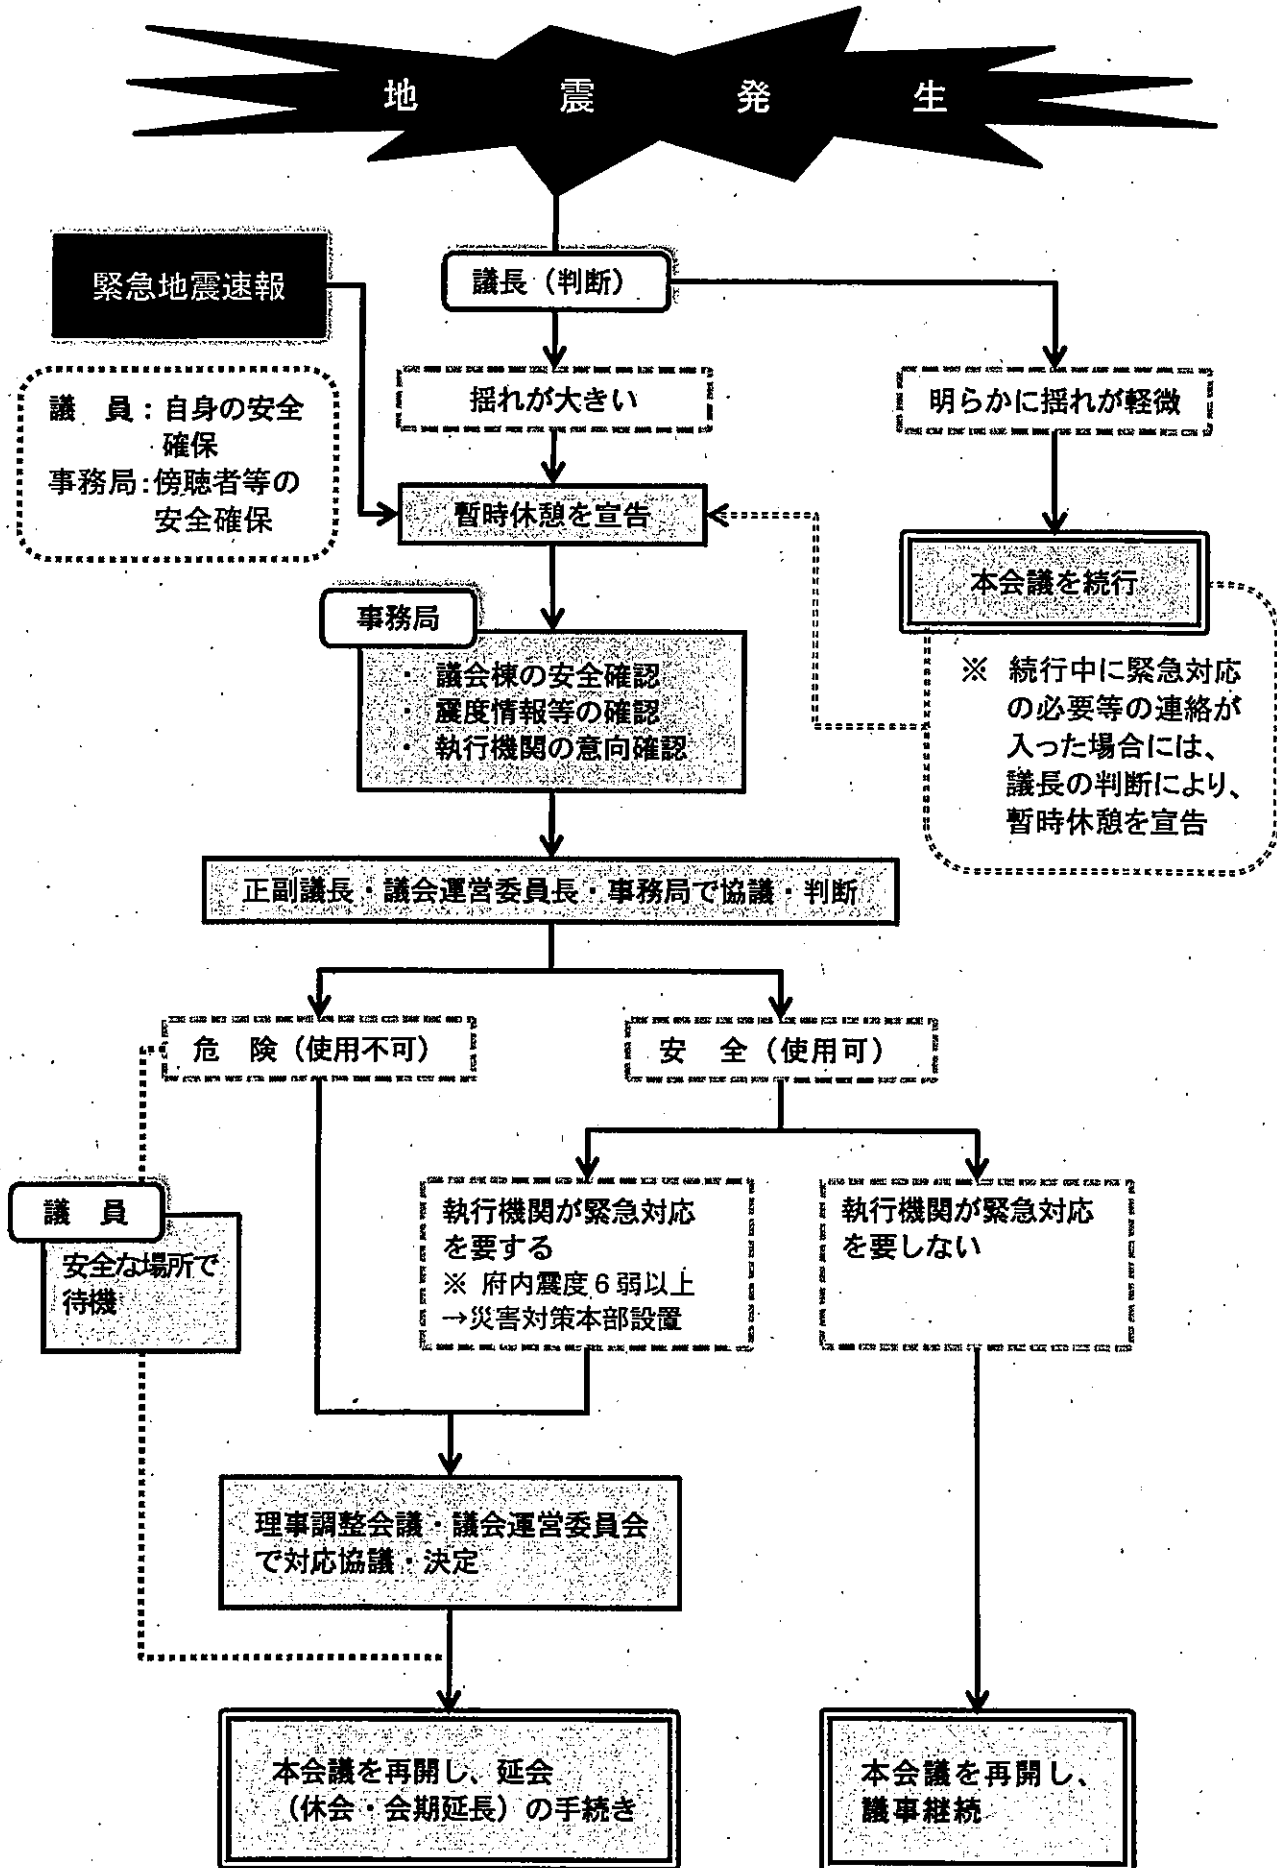 地震発生
緊急地震速報
議長（判断）
議　員：自身の安全
確保
事務局：傍聴者等の
安全確保
揺れが大きい
明らかに揺れが軽微
暫時休憩を宣告
本会議を続行
※ 続行中に緊急対応
の必要等の連絡が
入った場合には、
議長の判断により、
暫時休憩を宣告
事務局
・ 議会棟の安全確認
・ 震度情報等の確認
・ 執行機関の意向確認
正副議長・議会運営委員長・事務局で協議・判断
危　険（使用不可）
安　全（使用可）
議　員
安全な場所で
待機
執行機関が緊急対応
を要する
※ 府内震度６弱以上
→災害対策本部設置
執行機関が緊急対応
を要しない
理事調整会議・議会運営委員会
で対応協議・決定
本会議を再開し、延会
（休会・会期延長）の手続き
本会議を再開し、
議事継続